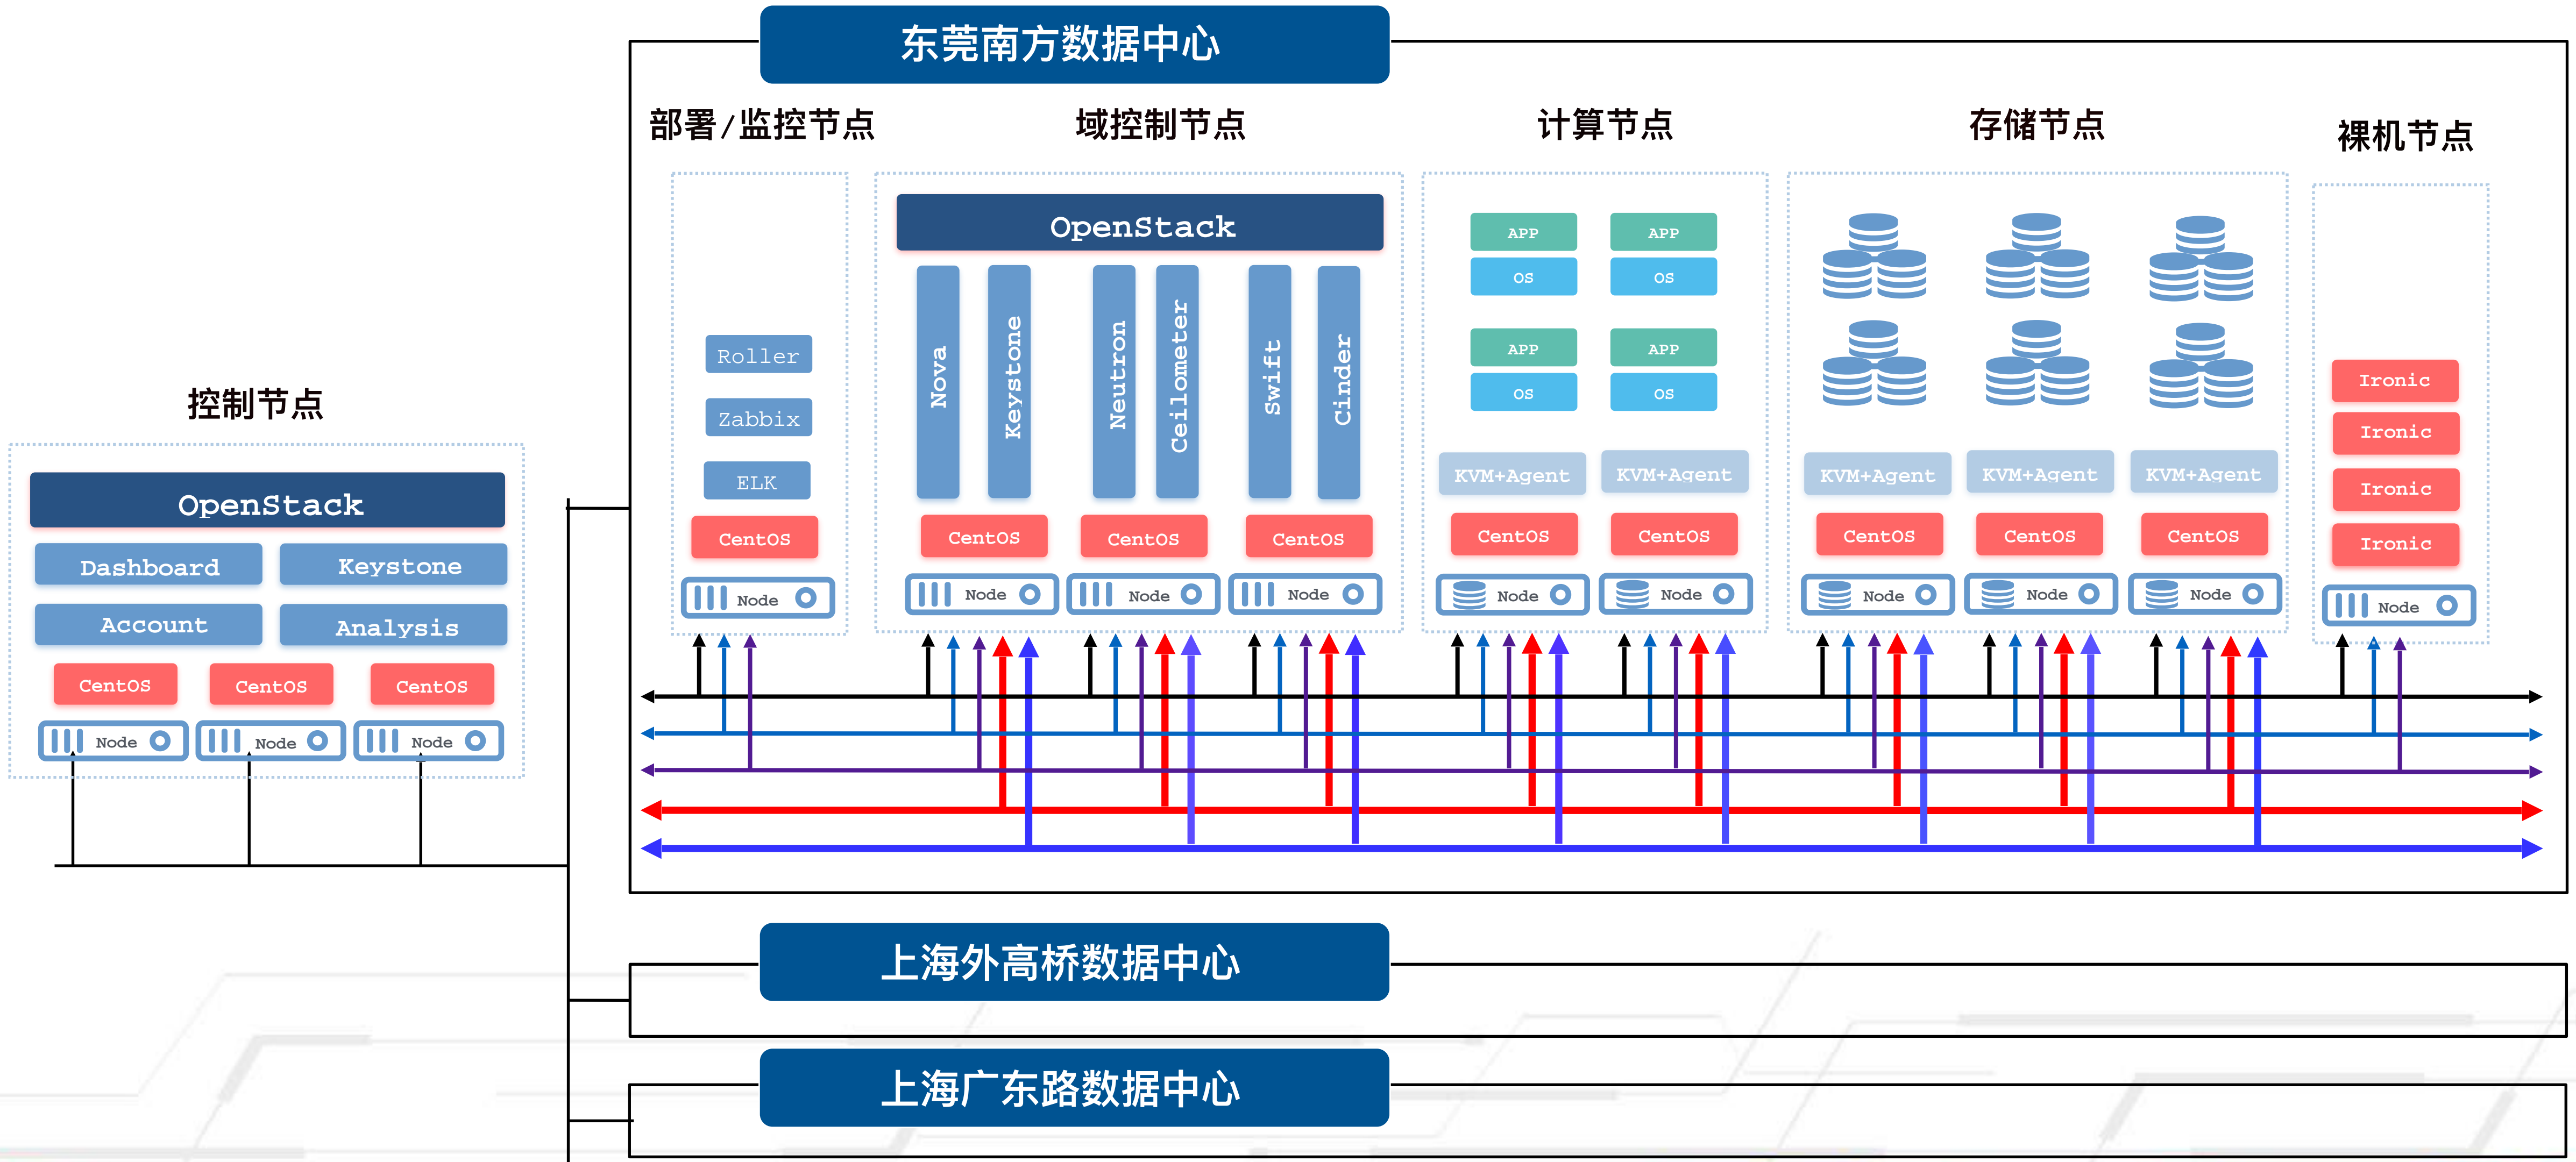 东莞南方数据中心
部署/监控节点
域控制节点
计算节点
存储节点
裸机节点
控制节点
OpenStack
Dashboard
Keystone
Account
Analysis
CentOS
CentOS
CentOS
Node
Node
Node
Roller
Zabbix
ELK
CentOS
Node
OpenStack
Nova
Keystone
Neutron
Ceilometer
Swift
Cinder
CentOS
CentOS
CentOS
Node
Node
Node
APP
APP
OS
OS
APP
APP
OS
OS
KVM+Agent
KVM+Agent
CentOS
CentOS
Node
Node
KVM+Agent
KVM+Agent
KVM+Agent
CentOS
CentOS
CentOS
Node
Node
Node
Ironic
Ironic
Ironic
Ironic
Node
上海外高桥数据中心
上海广东路数据中心